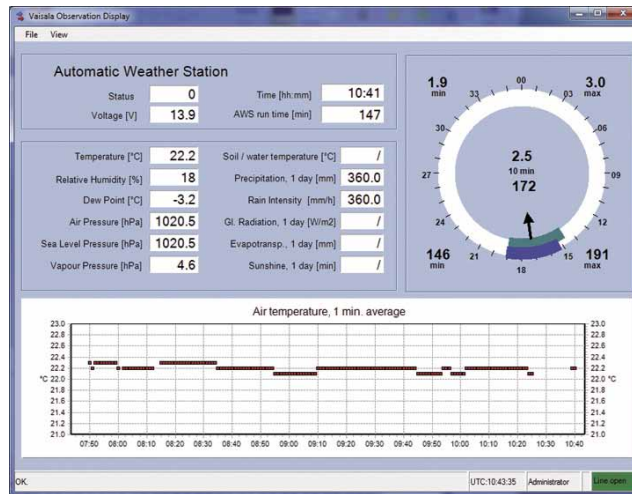 Vaisala Observation Display
File View
Automatic Weather Station
Status 0
Time [hh:mm] 10:41
Voltage [V] 13.9
AWS run time [min] 147
Temperature [°C] 22.2
Soil / water temperature [°C] /
Relative Humidity [%] 18
Precipitation, 1 day [mm] 360.0
Dew Point [°C] -3.2
Rain Intensity [mm/h] 360.0
Air Pressure [hPa] 1020.5
Gl. Radiation, 1 day [W/m2] /
Sea Level Pressure [hPa] 1020.5
Evapotransp., 1 day [mm] /
Vapour Pressure [hPa] 4.6
Sunshine, 1 day [min] /
1.9 min
3.0 max
00
03
06
09
12
15
18
21
24
27
30
33
2.5
10 min
172
146 min
191 max
Air temperature, 1 min. average
23.0 23.0
22.8 22.8
22.6 22.6
22.4 22.4
22.2 22.2
°C 22.0 22.0 °C
21.8 21.8
21.6 21.6
21.4 21.4
21.2 21.2
21.0 21.0
07:50 08:00 08:10 08:20 08:30 08:40 08:50 09:00 09:10 09:20 09:30 09:40 09:50 10:00 10:10 10:20 10:30 10:40
OK UTC:10:43:35 Administrator Line open